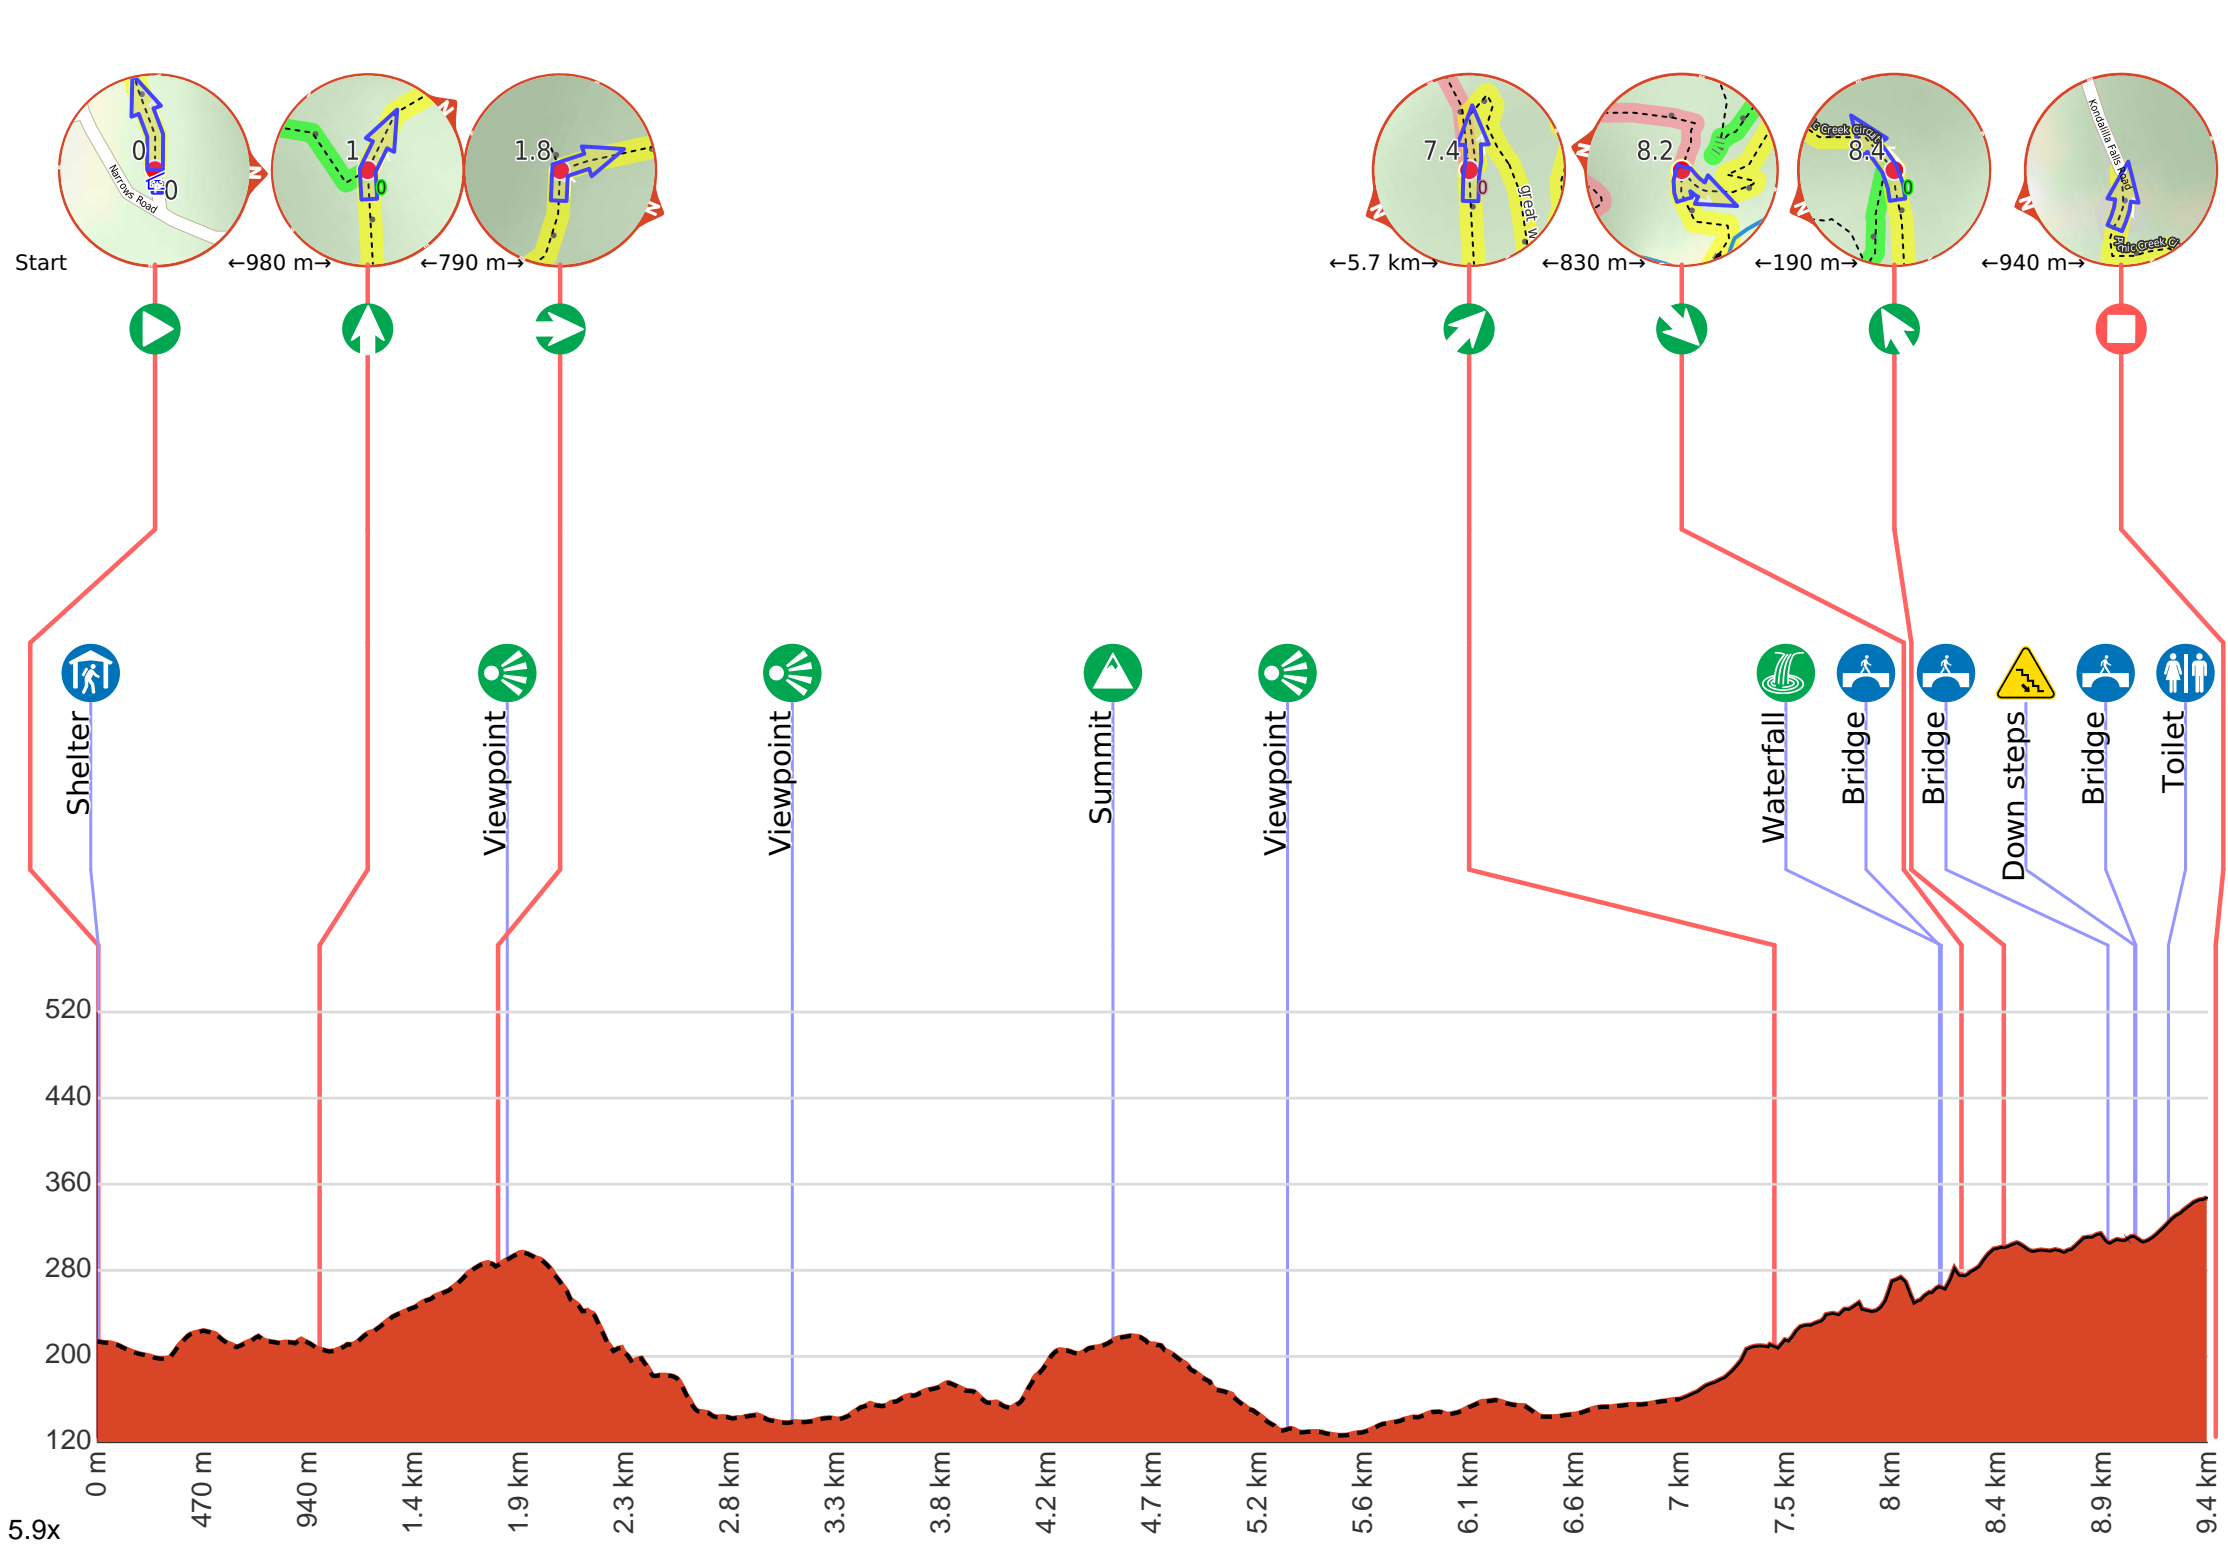 0
0
Narrows Road
N
1
0
N
1.8
N
7.4
0
great w
N
8.2
N
c Creek Circuit
8.4
0
N
Kondalilla Falls Road
nic Creek Ci
N
Start
←980 m→
←790 m→
←5.7 km→
←830 m→
←190 m→
←940 m→
Shelter
Viewpoint
Viewpoint
Summit
Viewpoint
Waterfall
Bridge
Bridge
Down steps
Bridge
Toilet
520
440
360
280
200
120
0 m
470 m
940 m
1.4 km
1.9 km
2.3 km
2.8 km
3.3 km
3.8 km
4.2 km
4.7 km
5.2 km
5.6 km
6.1 km
6.6 km
7 km
7.5 km
8 km
8.4 km
8.9 km
9.4 km
5.9x